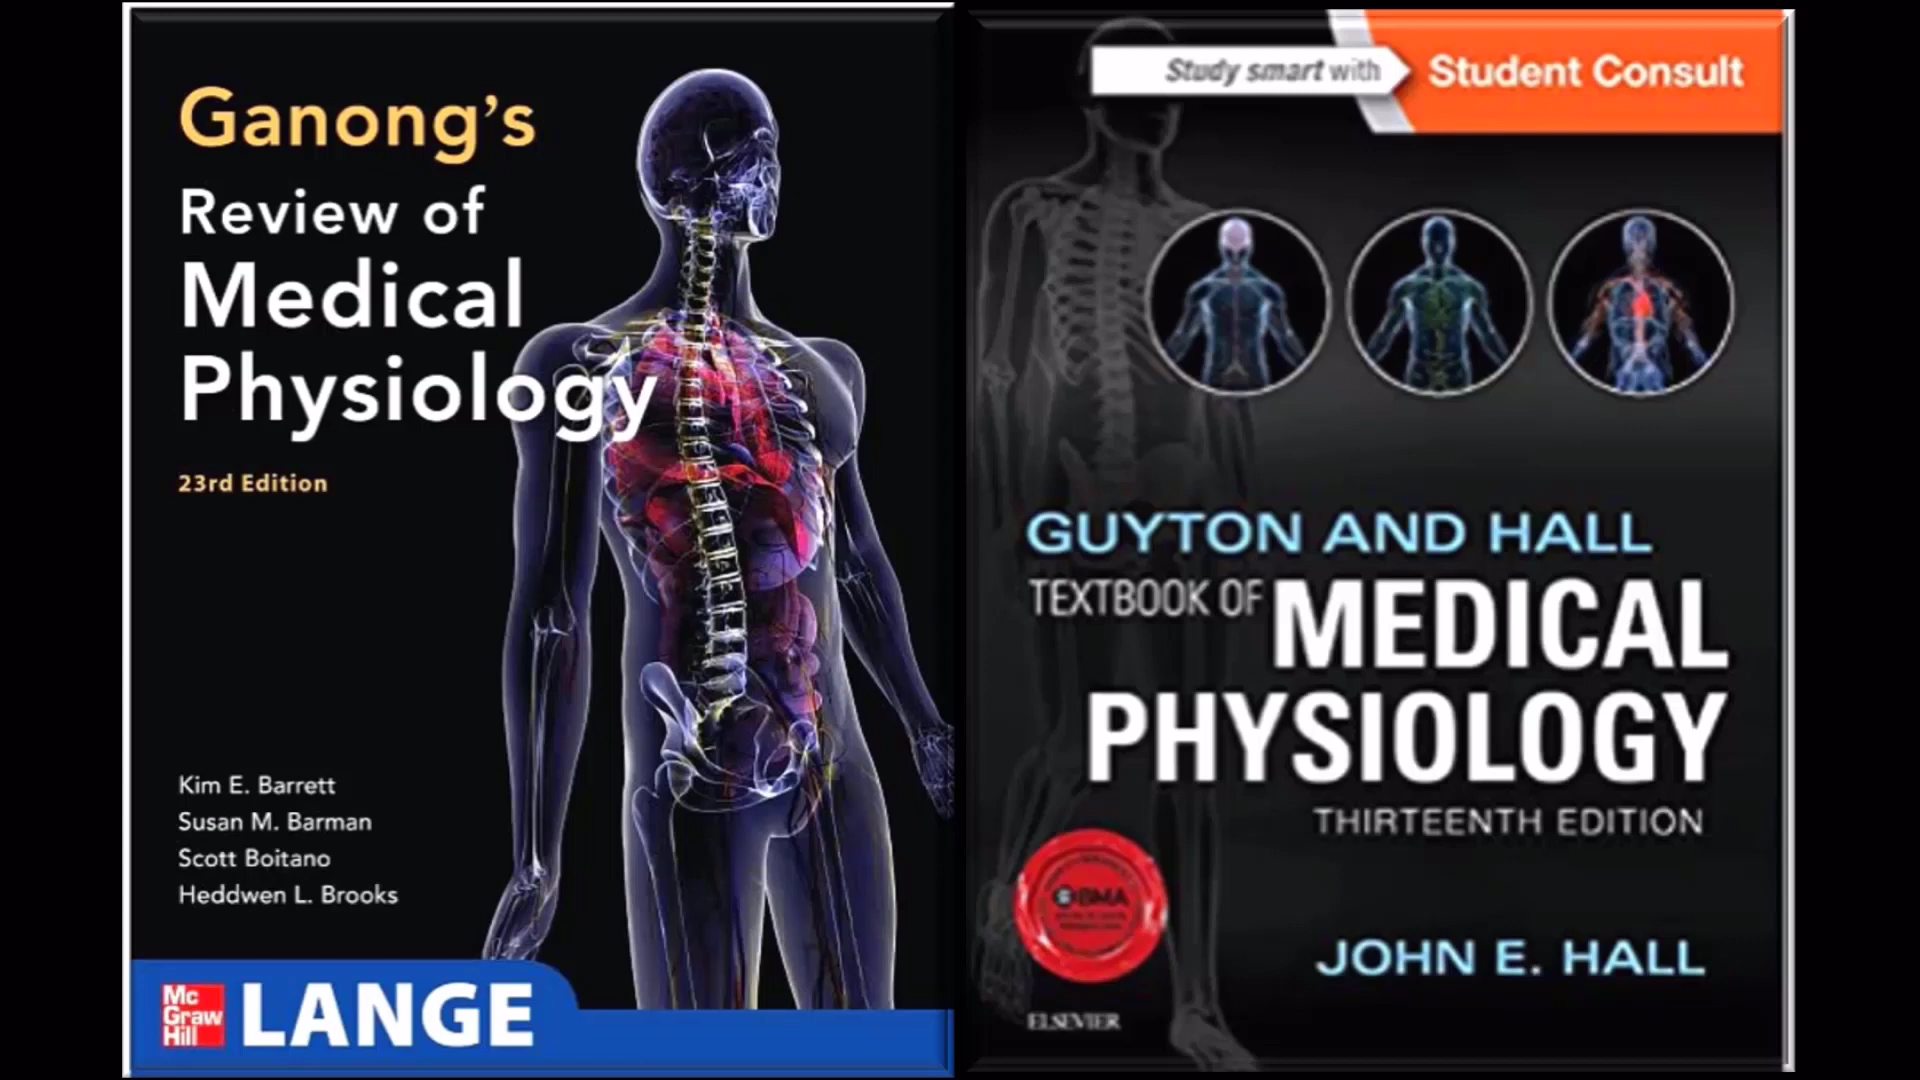 Ganong's
Review of
Medical
Physiology
23rd Edition
Kim E. Barrett
Susan M. Barman
Scott Boitano
Heddwen L. Brooks
Mc
Graw
Hill
LANGE
Study smart with
Student Consult
GUYTON AND HALL
TEXTBOOK OF MEDICAL
PHYSIOLOGY
THIRTEENTH EDITION
BMA
JOHN E. HALL
ELSEVIER